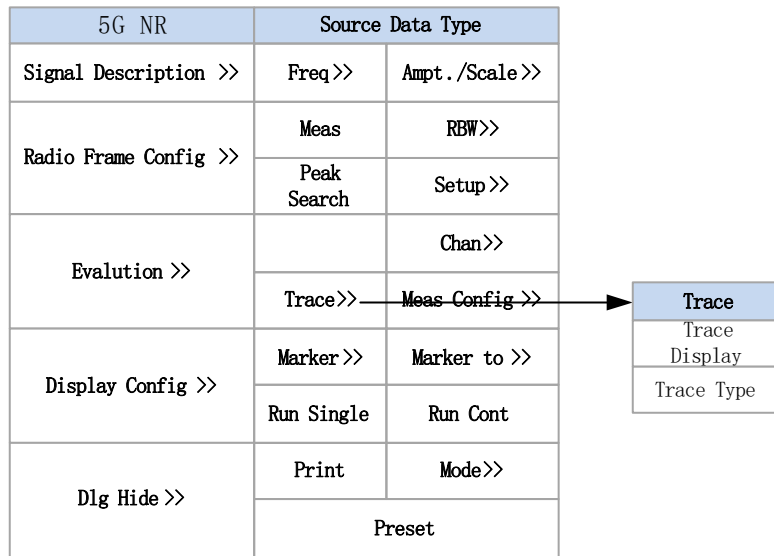 5G NR
Source Data Type
Signal Description >>
Freq>>
Ampt./Scale>>
Radio Frame Config >>
Meas
RBW>>
Peak
Search
Setup>>
Evalution >>
Chan>>
Trace>>
Meas Config >>
Display Config >>
Marker>>
Marker to >>
Run Single
Run Cont
Dlg Hide >>
Print
Mode>>
Preset
Trace
Trace
Display
Trace Type